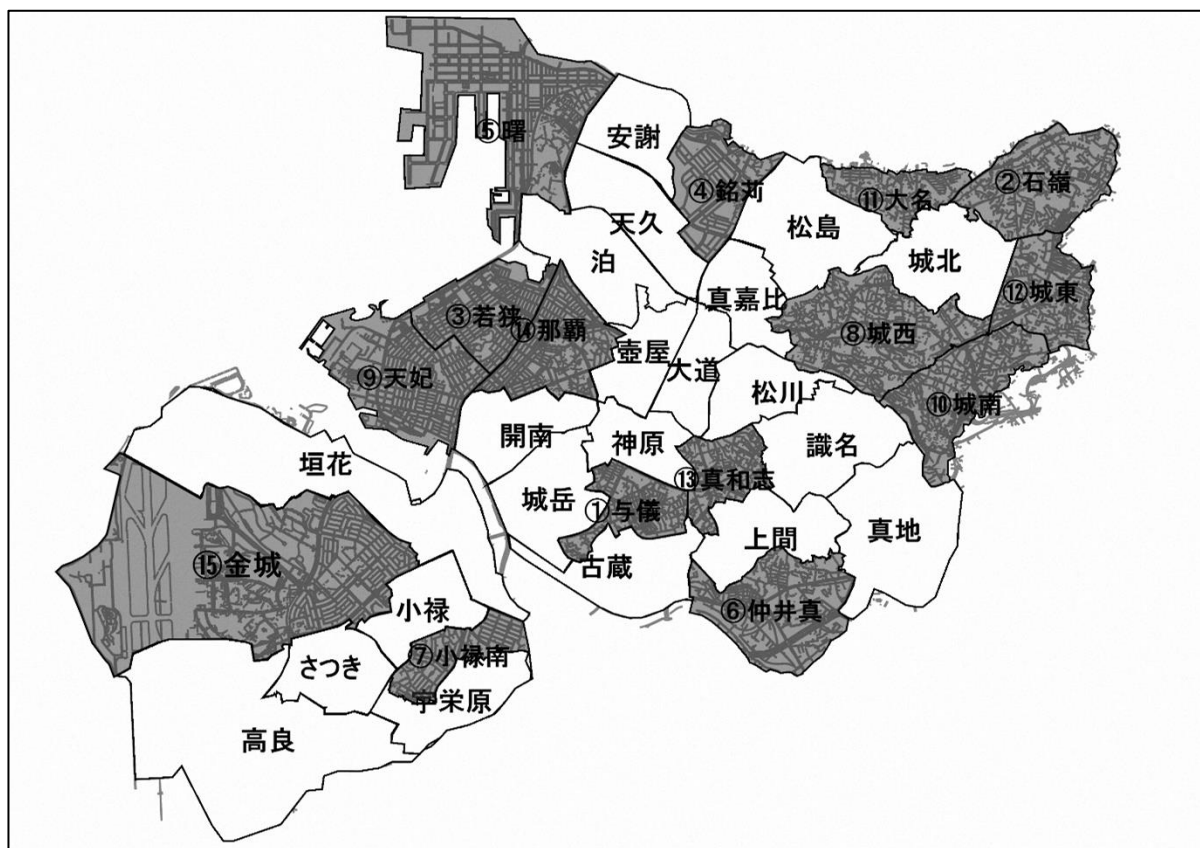 ⑤曙
安謝
④銘苅
⑪大名
②石嶺
天久
松島
城北
泊
真嘉比
⑫城東
③若狭
⑭那覇
⑧城西
壺屋
大道
⑨天妃
松川
⑩城南
開南
神原
識名
垣花
⑬真和志
城岳
①与儀
上間
真地
古蔵
⑮金城
小禄
⑥仲井真
さつき
⑦小禄南
宇栄原
高良